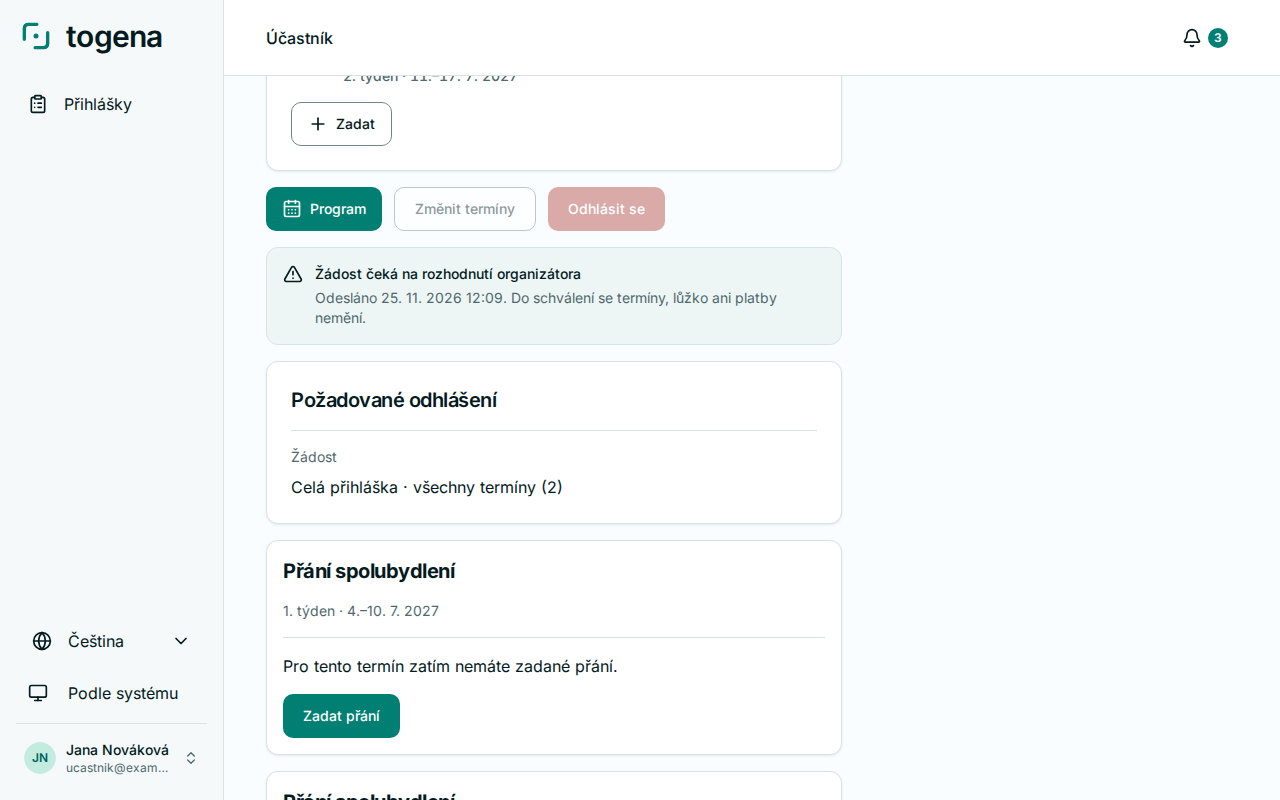 togena
Účastník
3
Přihlášky
2. týden · 11.–17. 7. 2027
Zadat
Program
Změnit termíny
Odhlásit se
Žádost čeká na rozhodnutí organizátora
Odesláno 25. 11. 2026 12:09. Do schválení se termíny, lůžko ani platby
nemění.
Požadované odhlášení
Žádost
Celá přihláška · všechny termíny (2)
Přání spolubydlení
1. týden · 4.–10. 7. 2027
Pro tento termín zatím nemáte zadané přání.
Zadat přání
Přání spolubydlení
Čeština
Podle systému
JN
Jana Nováková
ucastnik@exam...